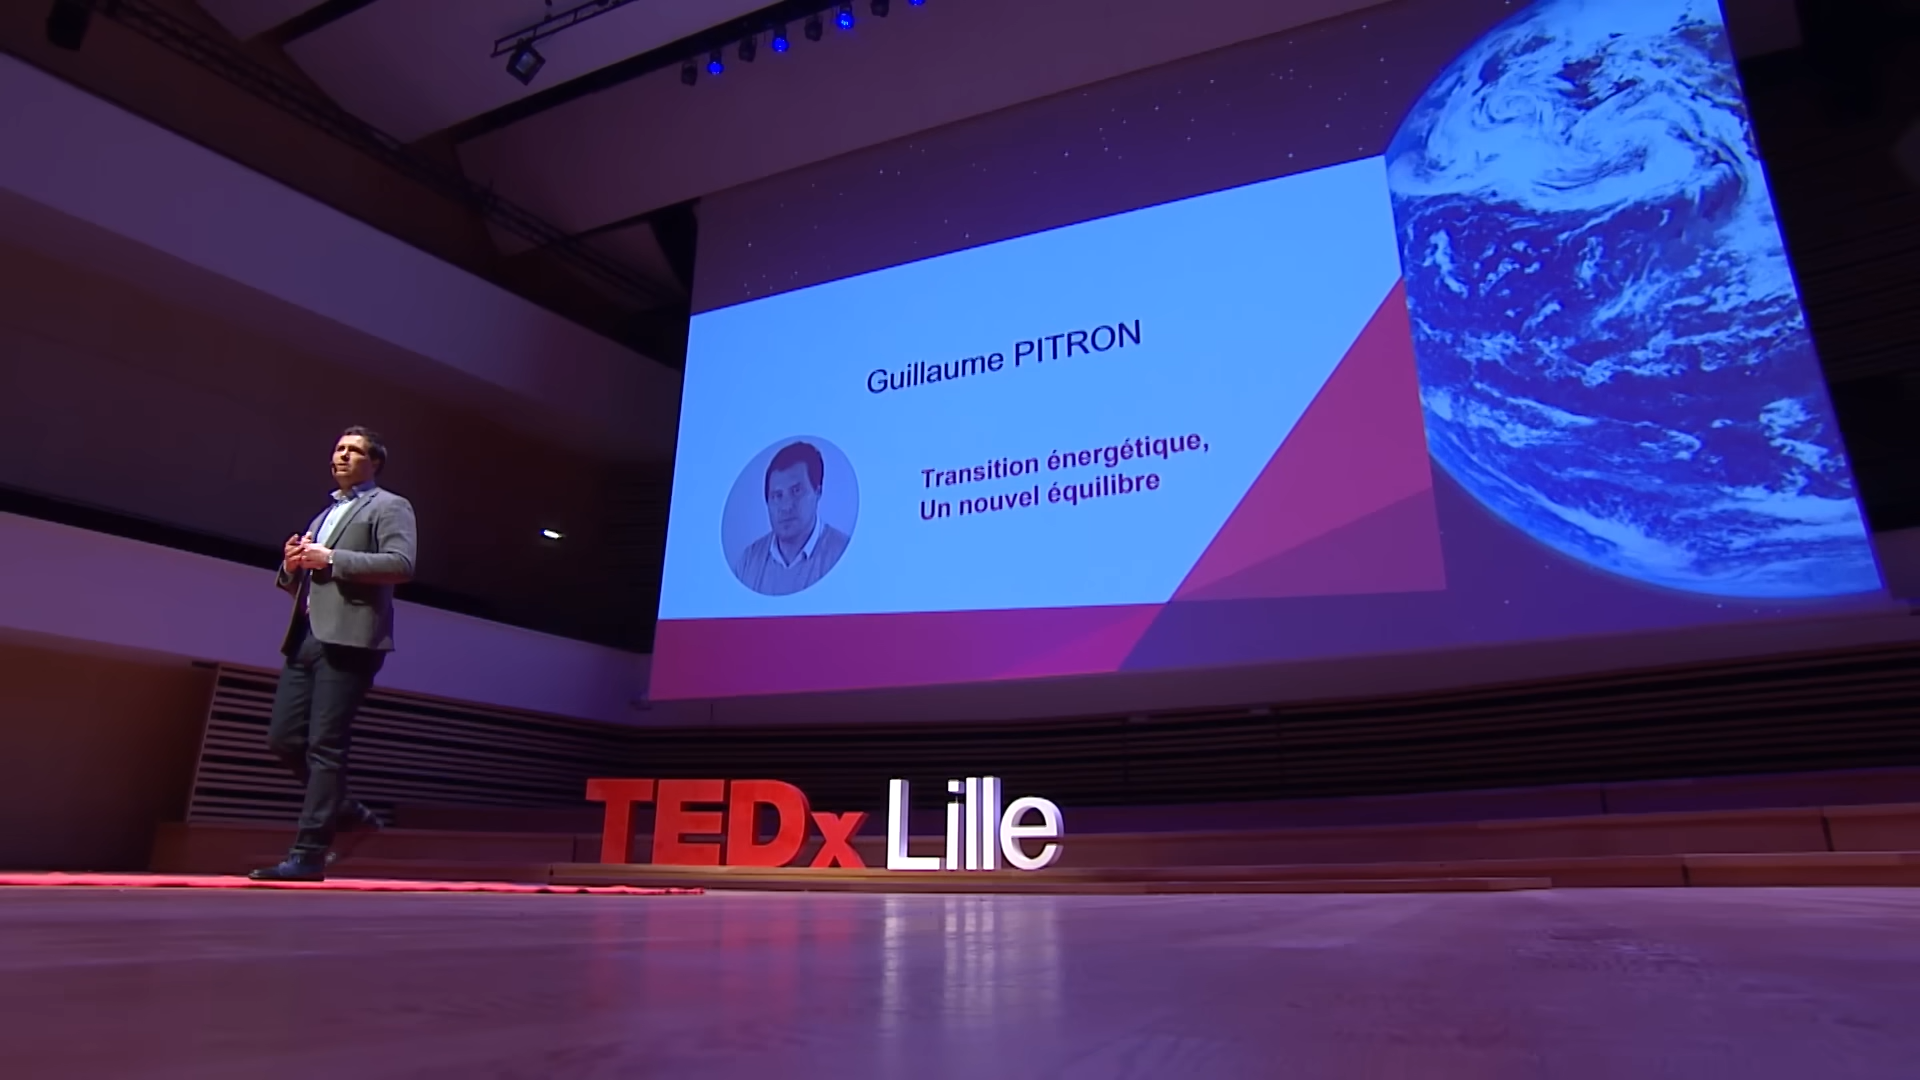 Guillaume PITRON
Transition énergétique,
Un nouvel équilibre
TEDx Lille